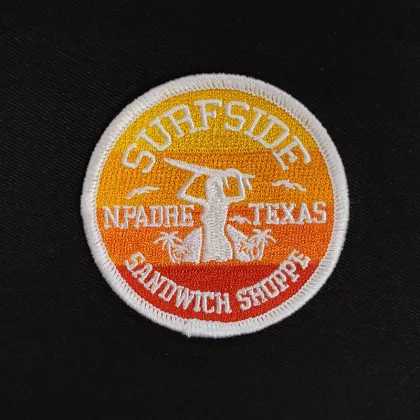 SURFSIDE
N.PADRE TEXAS
SANDWICH SHOPPE